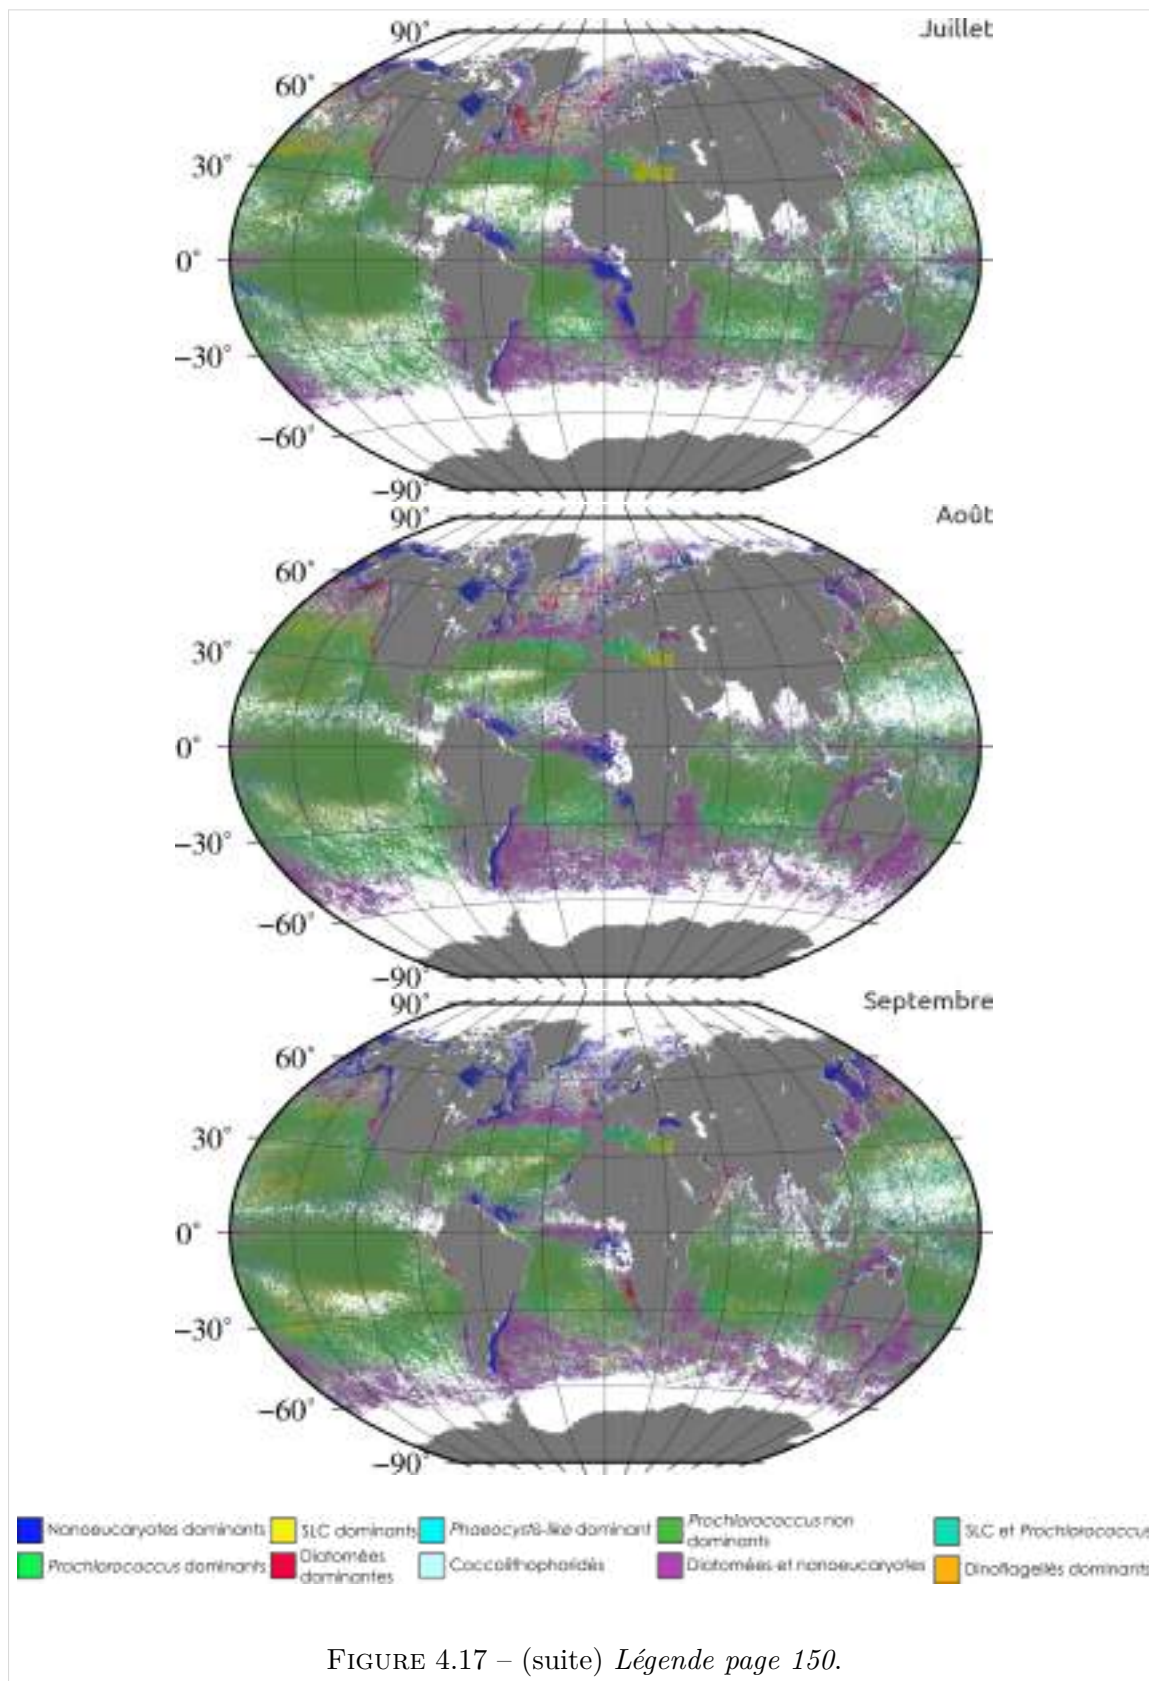 Juillet
90°
60°
30°
0°
−30°
−60°
−90°
Août
90°
60°
30°
0°
−30°
−60°
−90°
Septembre
90°
60°
30°
0°
−30°
−60°
−90°
Nanoeucaryotes dominants
SLC dominants
Phaeocystis-like dominant
Prochlorococcus non
dominants
SLC et Prochlorococcus
Prochlorococcus dominants
Diatomées
dominantes
Coccolithophoridés
Diatomées et nanoeucaryotes
Dinoflagellés dominants
FIGURE 4.17 – (suite) Légende page 150.